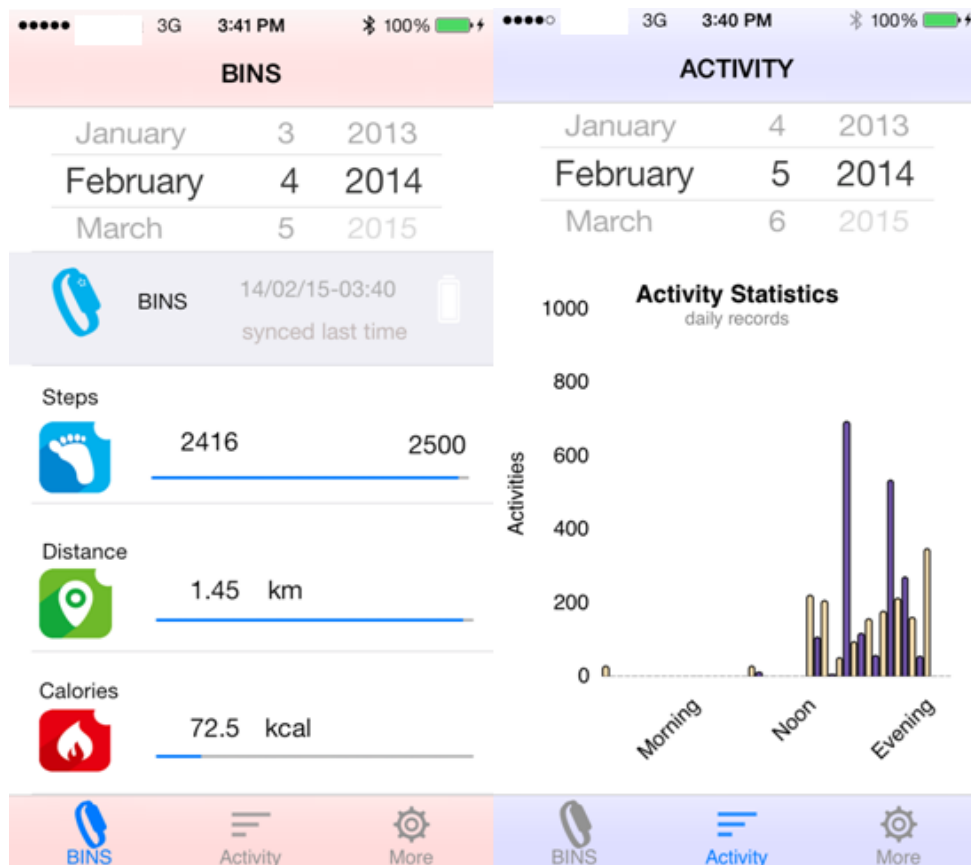 3G 3:41 PM 100%
BINS
January 3 2013
February 4 2014
March 5 2015
BINS
14/02/15-03:40
synced last time
Steps
2416 2500
Distance
1.45 km
Calories
72.5 kcal
BINS Activity More
3G 3:40 PM 100%
ACTIVITY
January 4 2013
February 5 2014
March 6 2015
Activity Statistics
daily records
1000
800
600
400
200
0
Activities
Morning Noon Evening
BINS Activity More